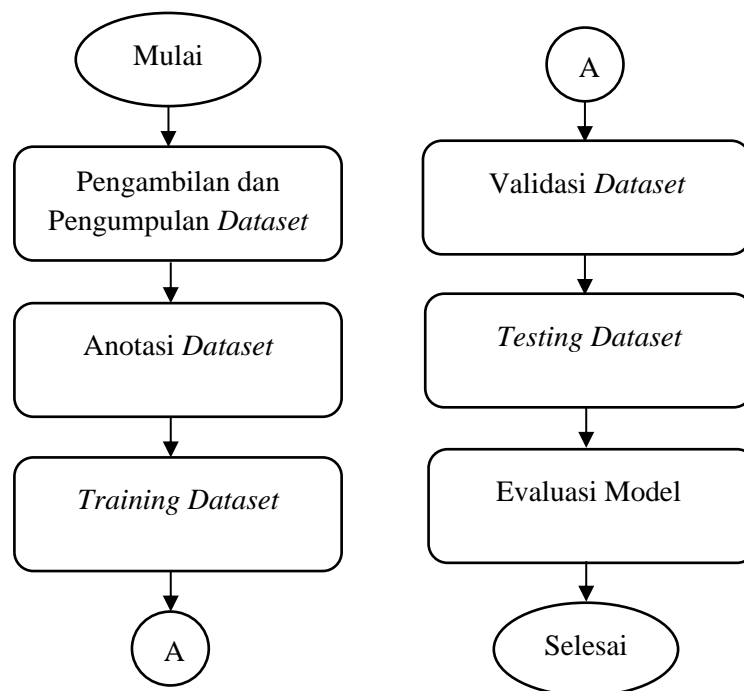 Mulai
Pengambilan dan
Pengumpulan Dataset
Anotasi Dataset
Training Dataset
A
A
Validasi Dataset
Testing Dataset
Evaluasi Model
Selesai